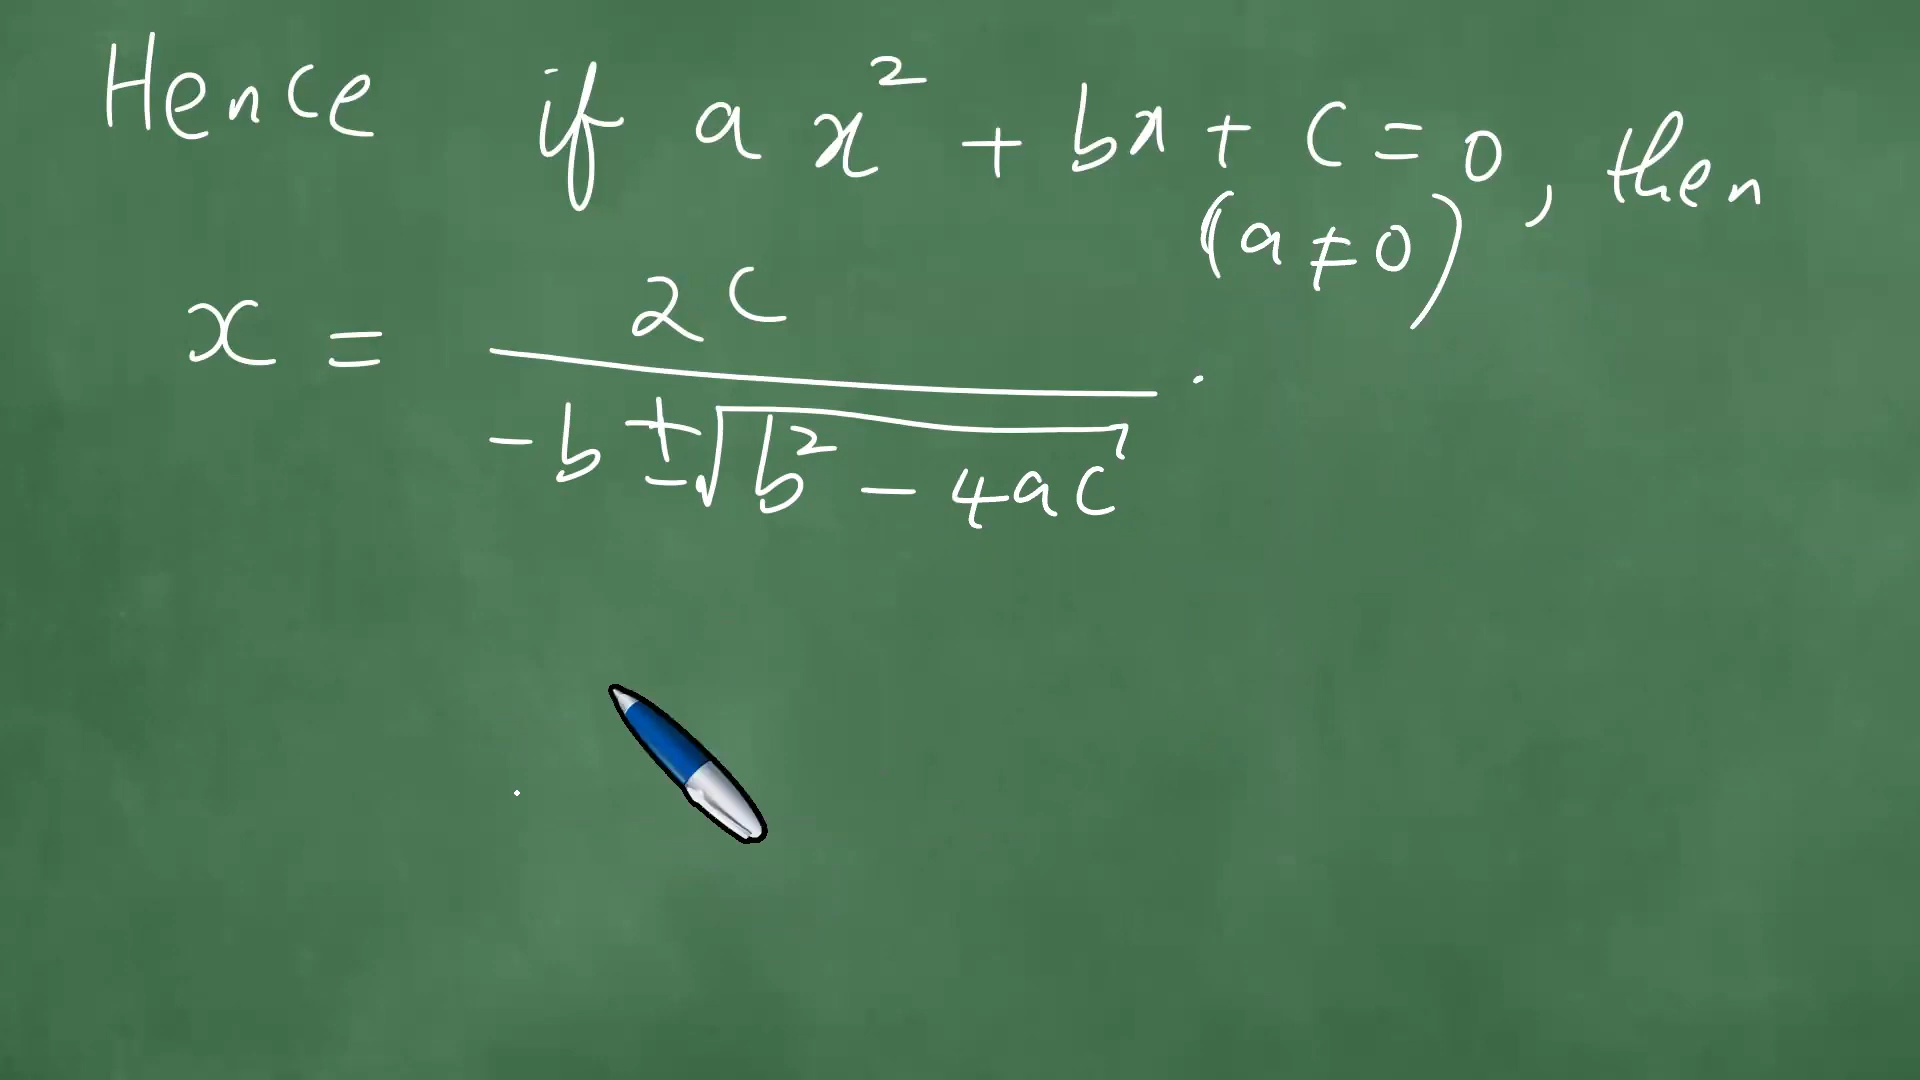 Hence if ax² + bx + c = 0, then
(a ≠ 0)
x = 2c / (-b ± √(b² - 4ac)).